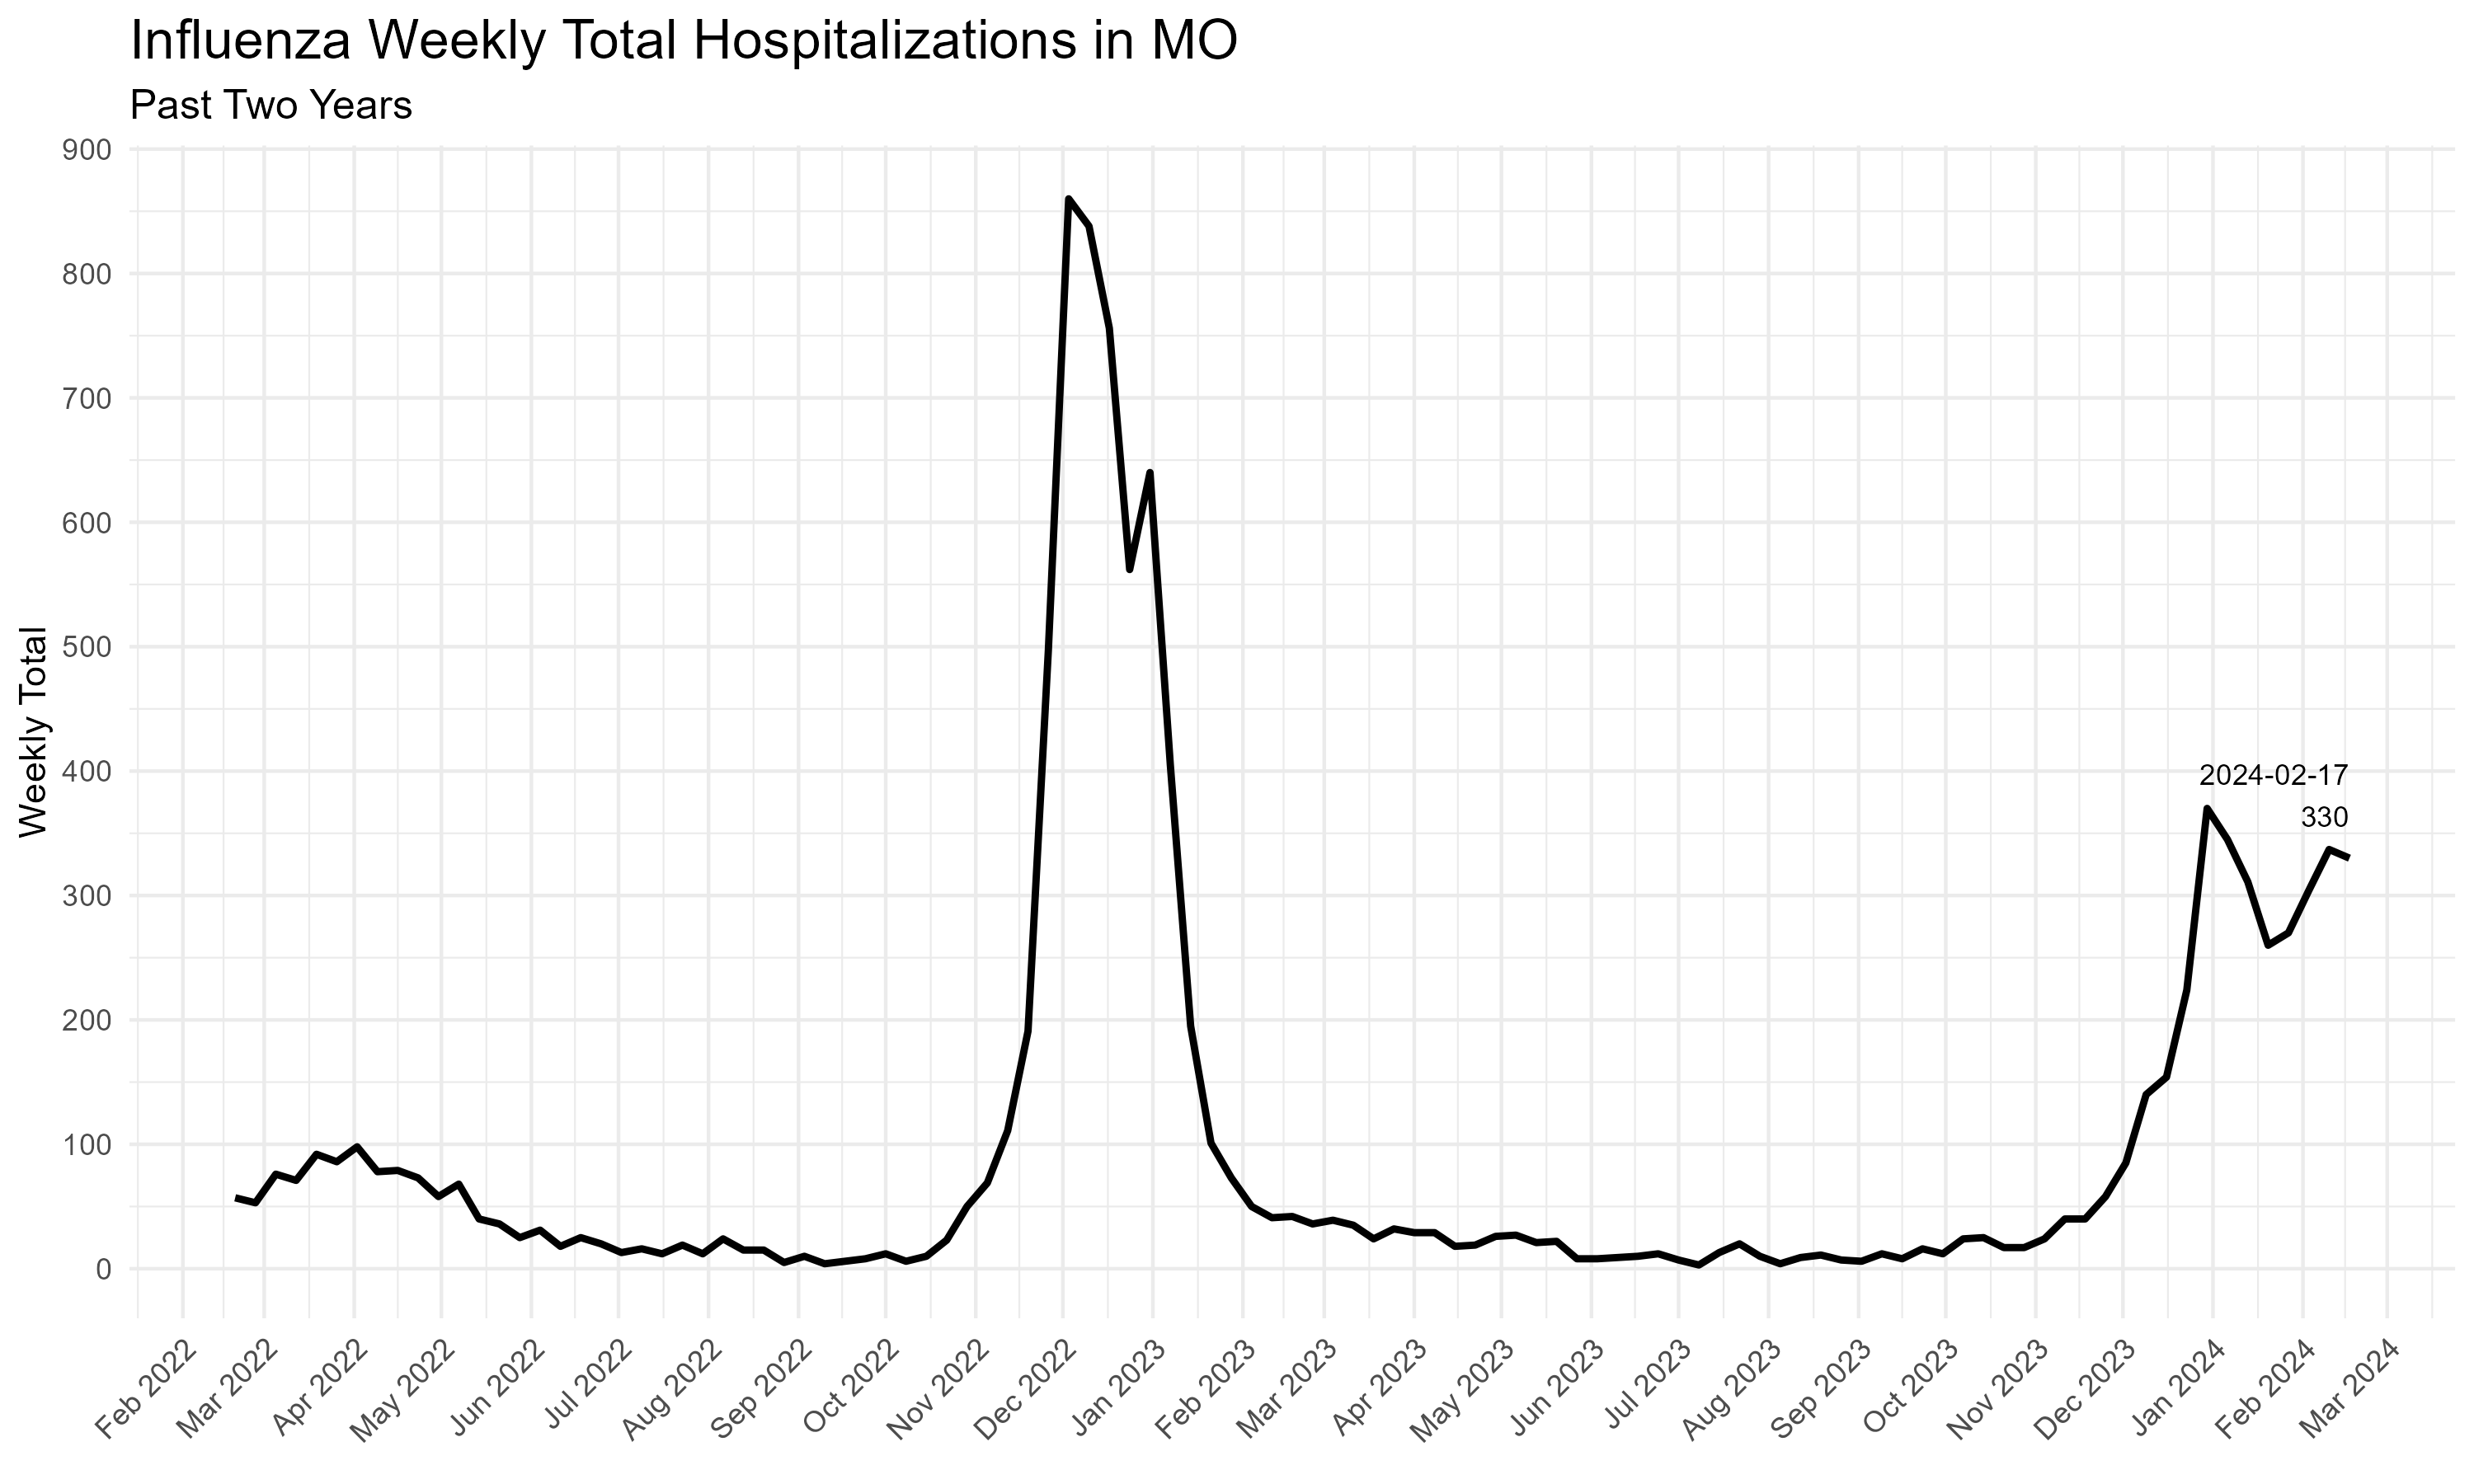 Influenza Weekly Total Hospitalizations in MO
Past Two Years
Weekly Total
900
800
700
600
500
400
300
200
100
0
2024-02-17
330
Feb 2022
Mar 2022
Apr 2022
May 2022
Jun 2022
Jul 2022
Aug 2022
Sep 2022
Oct 2022
Nov 2022
Dec 2022
Jan 2023
Feb 2023
Mar 2023
Apr 2023
May 2023
Jun 2023
Jul 2023
Aug 2023
Sep 2023
Oct 2023
Nov 2023
Dec 2023
Jan 2024
Feb 2024
Mar 2024